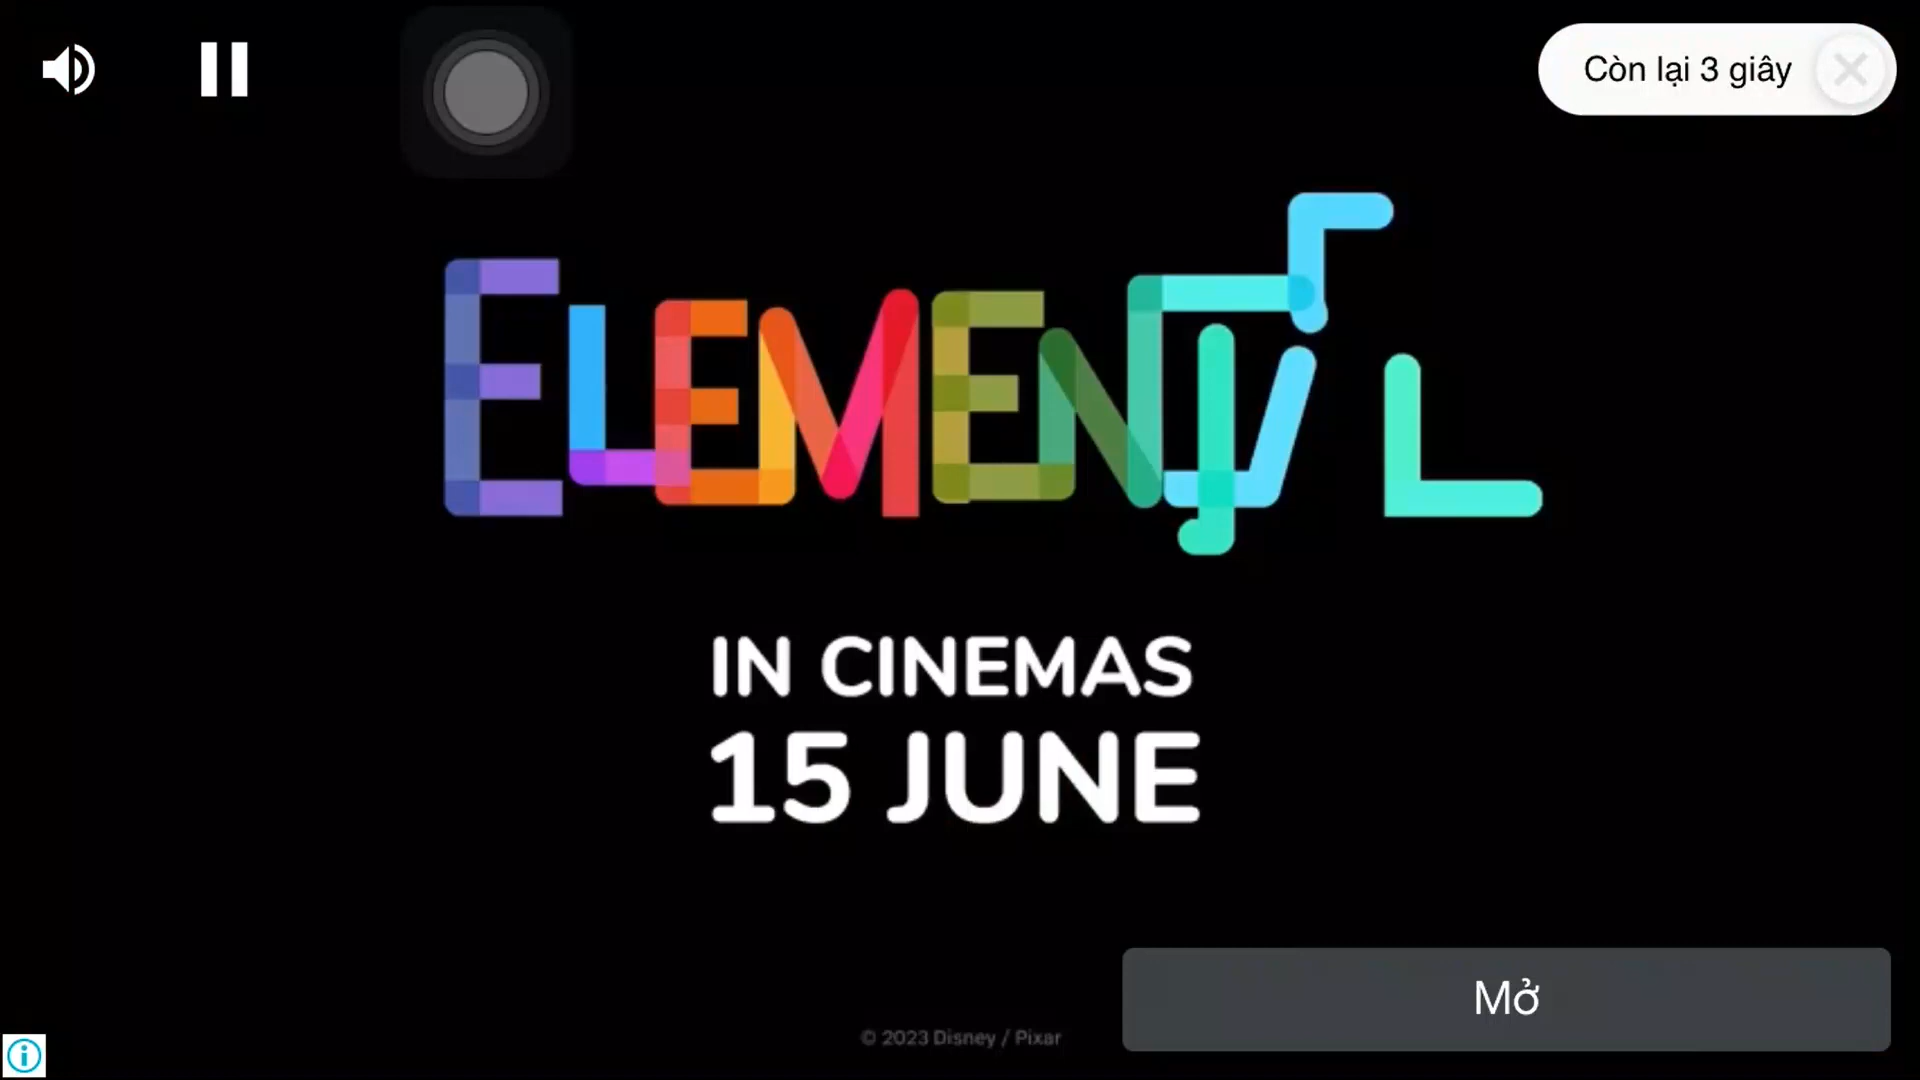 Còn lại 3 giây
ELEMENTAL
IN CINEMAS
15 JUNE
Mở
© 2023 Disney / Pixar